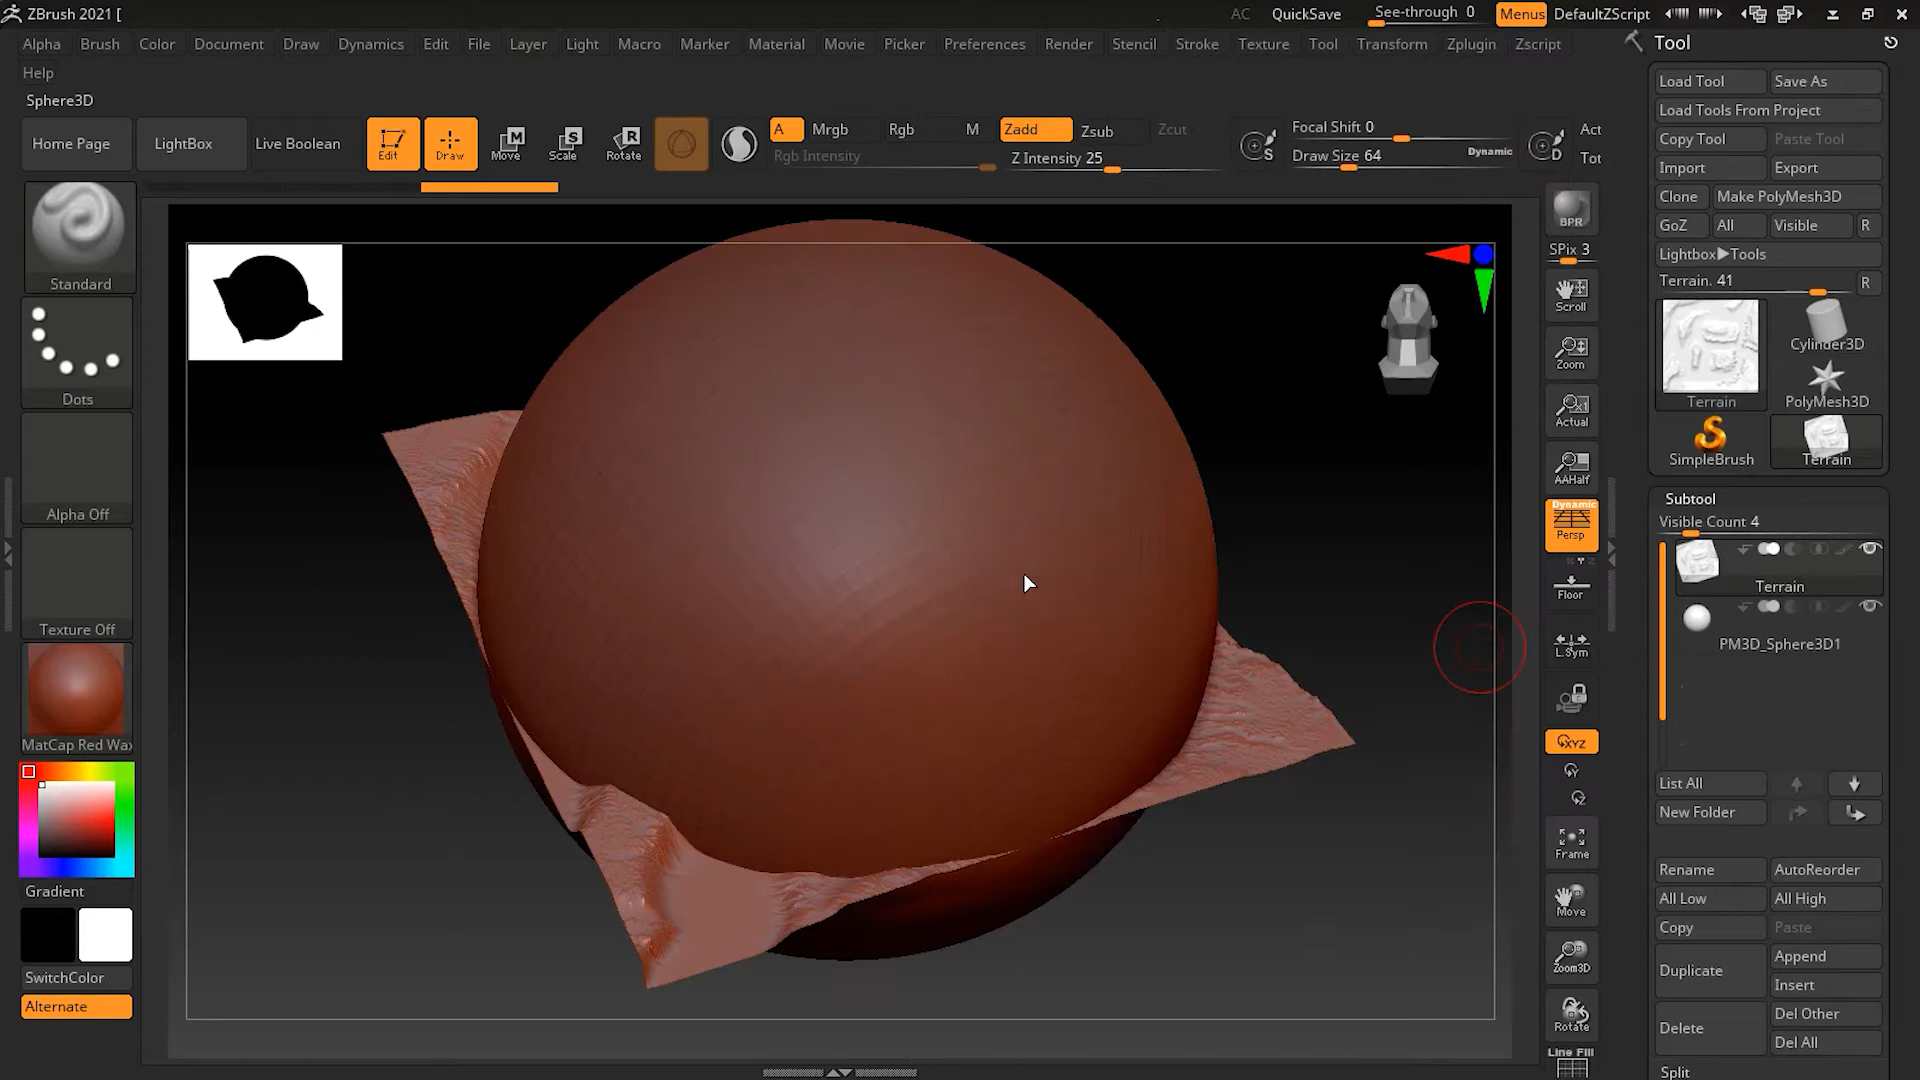 ZBrush 2021 [
AC
QuickSave
See-through 0
Menus
DefaultZScript
Alpha
Brush
Color
Document
Draw
Dynamics
Edit
File
Layer
Light
Macro
Marker
Material
Movie
Picker
Preferences
Render
Stencil
Stroke
Texture
Tool
Transform
Zplugin
Zscript
Help
Tool
Sphere3D
Home Page
LightBox
Live Boolean
Edit
Draw
M
Move
S
Scale
R
Rotate
A
Mrgb
Rgb
M
Zadd
Zsub
Zcut
Rgb Intensity
Z Intensity 25
S
Focal Shift 0
Draw Size 64
Dynamic
D
Act
Tot
Standard
Dots
Alpha Off
Texture Off
MatCap Red Wax
Gradient
SwitchColor
Alternate
BPR
SPix 3
Scroll
Zoom
Actual
AAHalf
Dynamic
Persp
Floor
L.Sym
XYZ
Frame
Move
Zoom3D
Rotate
Line Fill
Load Tool
Save As
Load Tools From Project
Copy Tool
Paste Tool
Import
Export
Clone
Make PolyMesh3D
GoZ
All
Visible
R
Lightbox▶Tools
Terrain. 41
R
Terrain
Cylinder3D
PolyMesh3D
SimpleBrush
Terrain
Subtool
Visible Count 4
Terrain
PM3D_Sphere3D1
List All
New Folder
Rename
AutoReorder
All Low
All High
Copy
Paste
Duplicate
Append
Insert
Delete
Del Other
Del All
Split